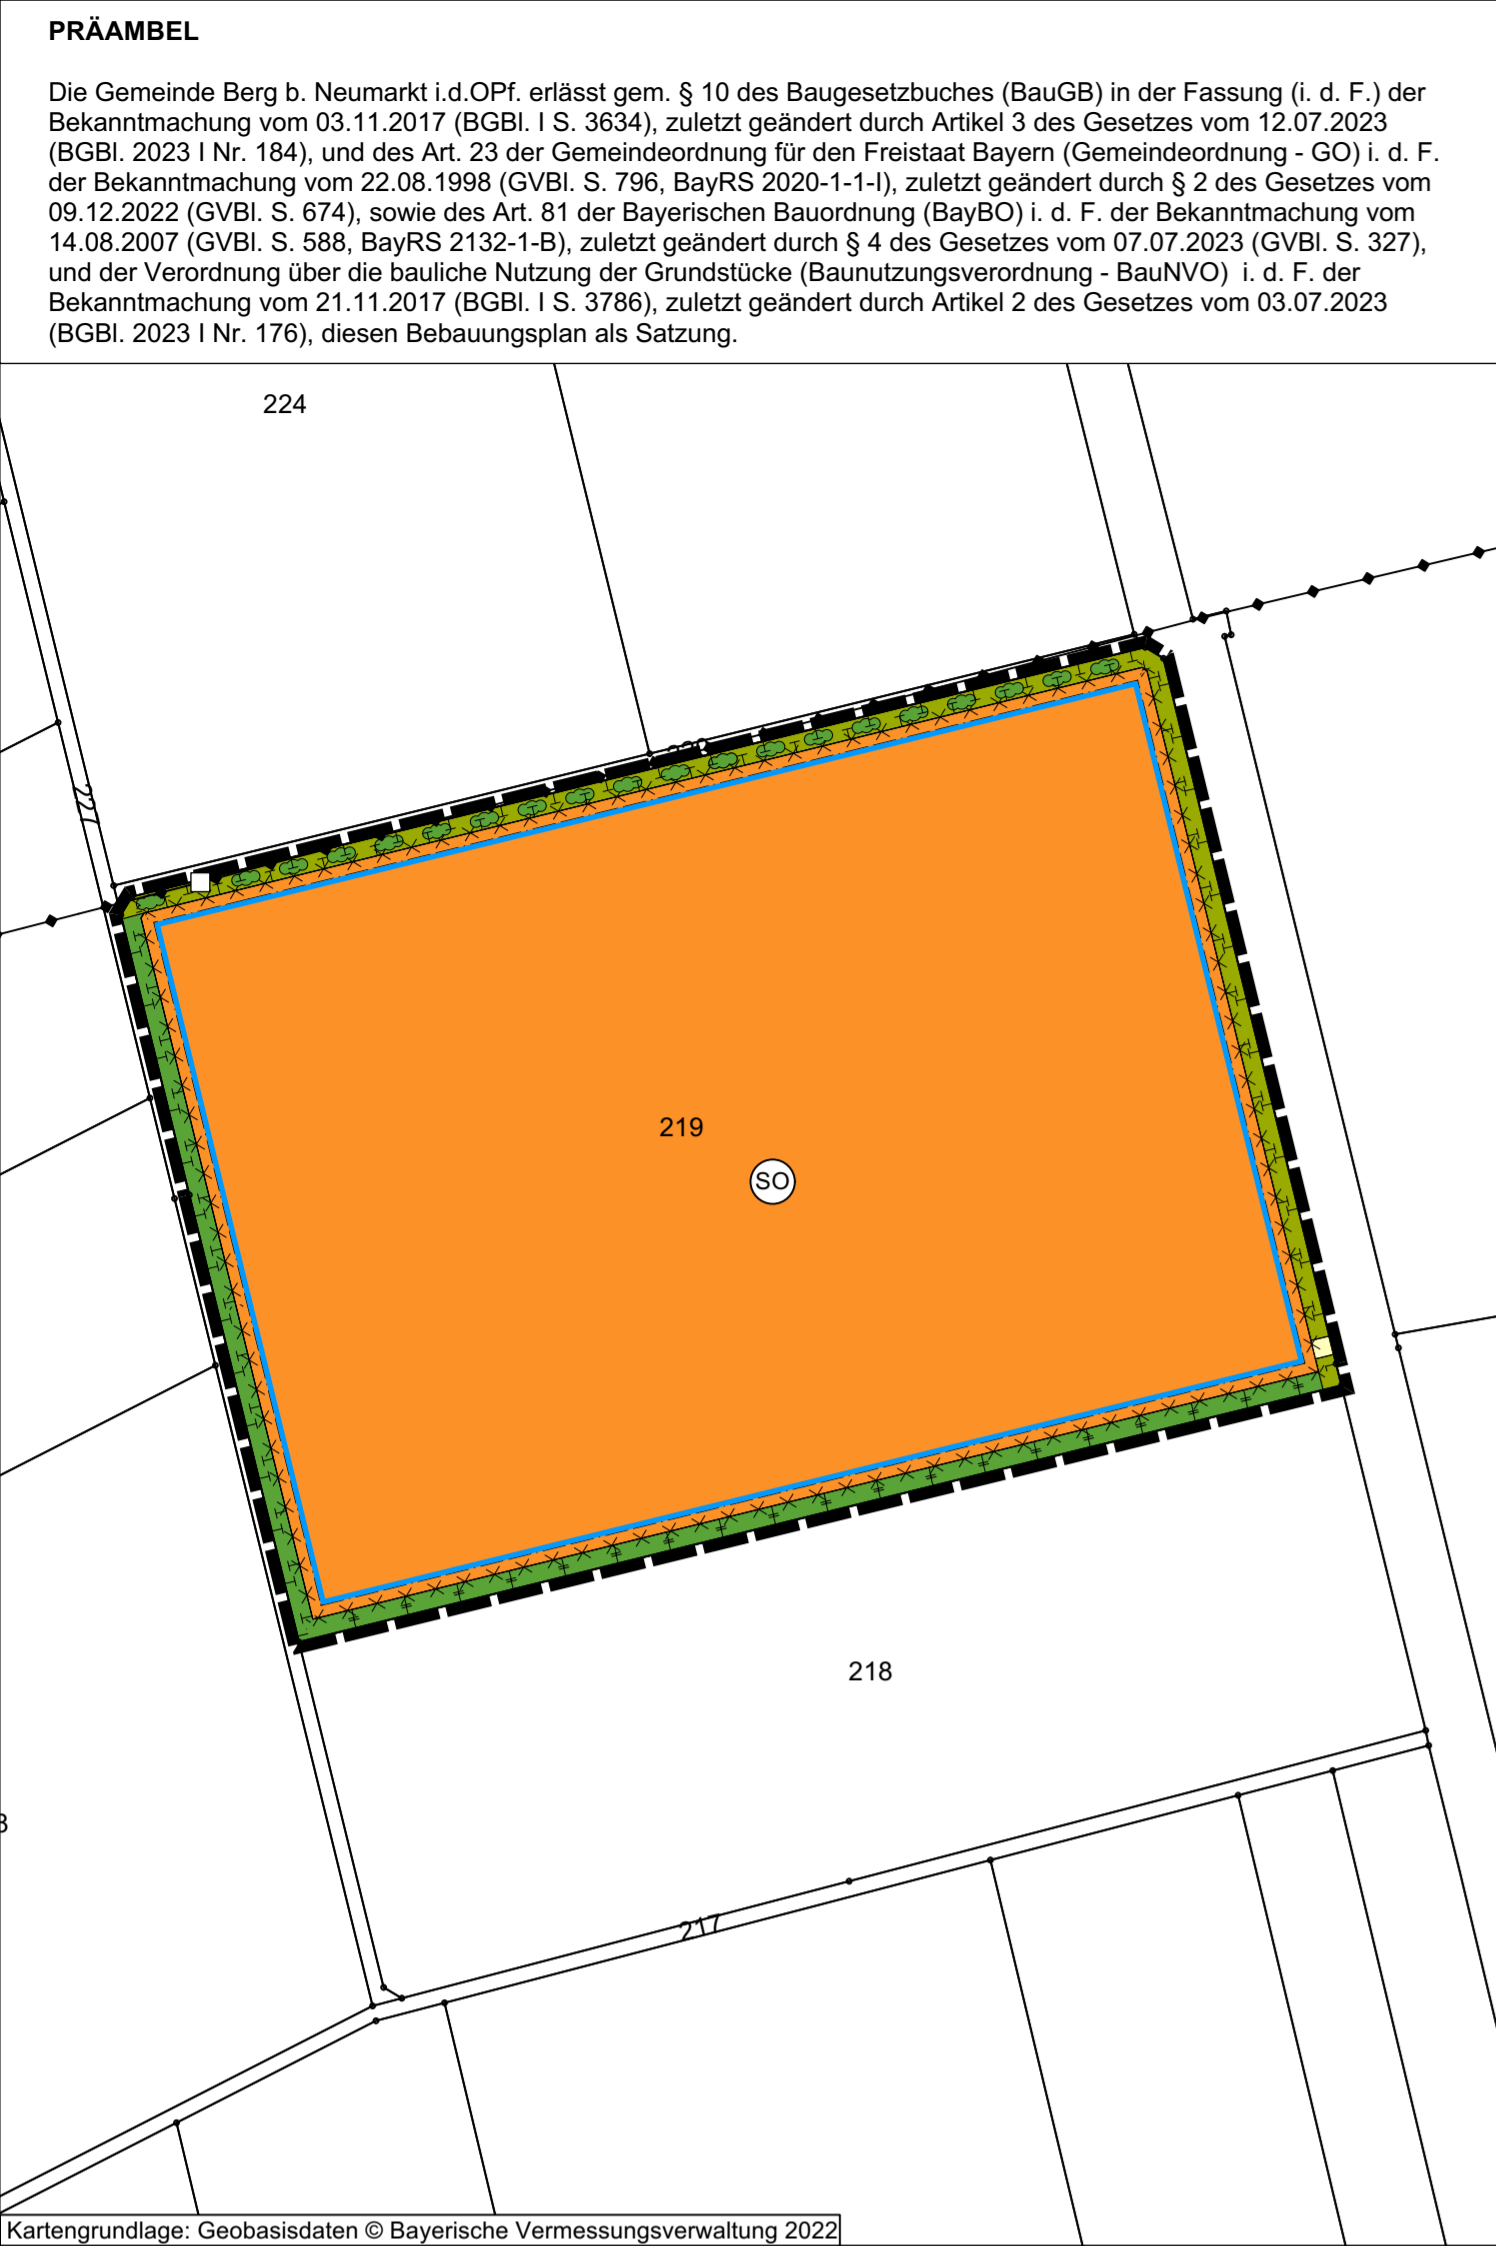 PRÄAMBEL
Die Gemeinde Berg b. Neumarkt i.d.OPf. erlässt gem. § 10 des Baugesetzbuches (BauGB) in der Fassung (i. d. F.) der
Bekanntmachung vom 03.11.2017 (BGBl. I S. 3634), zuletzt geändert durch Artikel 3 des Gesetzes vom 12.07.2023
(BGBl. 2023 I Nr. 184), und des Art. 23 der Gemeindeordnung für den Freistaat Bayern (Gemeindeordnung - GO) i. d. F.
der Bekanntmachung vom 22.08.1998 (GVBl. S. 796, BayRS 2020-1-1-I), zuletzt geändert durch § 2 des Gesetzes vom
09.12.2022 (GVBl. S. 674), sowie des Art. 81 der Bayerischen Bauordnung (BayBO) i. d. F. der Bekanntmachung vom
14.08.2007 (GVBl. S. 588, BayRS 2132-1-B), zuletzt geändert durch § 4 des Gesetzes vom 07.07.2023 (GVBl. S. 327),
und der Verordnung über die bauliche Nutzung der Grundstücke (Baunutzungsverordnung - BauNVO) i. d. F. der
Bekanntmachung vom 21.11.2017 (BGBl. I S. 3786), zuletzt geändert durch Artikel 2 des Gesetzes vom 03.07.2023
(BGBl. 2023 I Nr. 176), diesen Bebauungsplan als Satzung.
224
221
219
SO
218
217
Kartengrundlage: Geobasisdaten © Bayerische Vermessungsverwaltung 2022